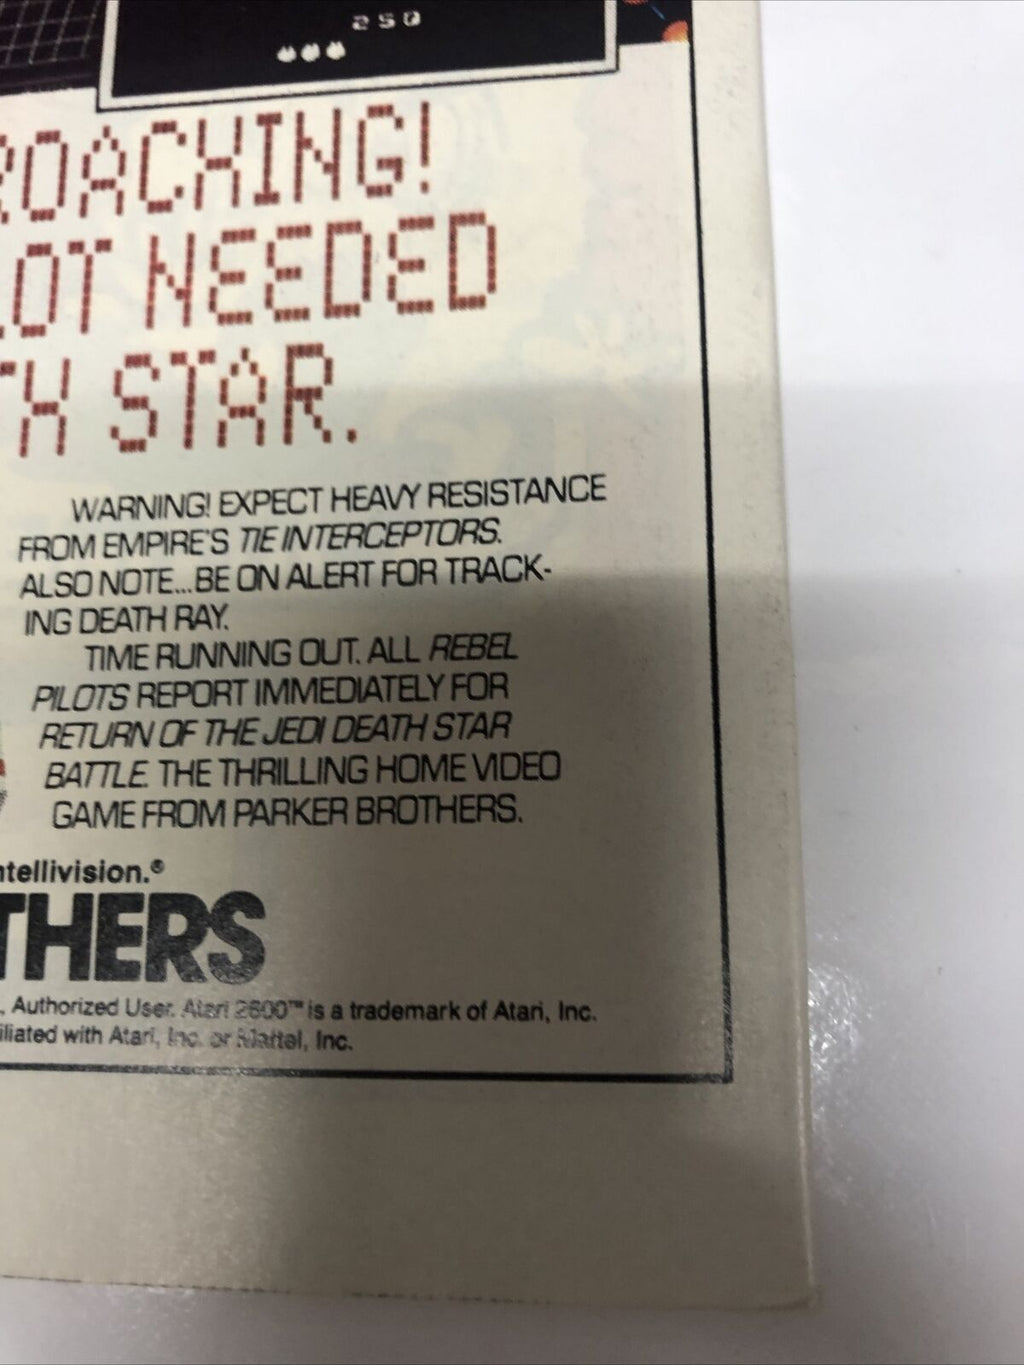 250
ROACHING!
LOT NEEDED
TH STAR.
WARNING! EXPECT HEAVY RESISTANCE
FROM EMPIRE'S TIE INTERCEPTORS.
ALSO NOTE...BE ON ALERT FOR TRACK-
ING DEATH RAY.
TIME RUNNING OUT. ALL REBEL
PILOTS REPORT IMMEDIATELY FOR
RETURN OF THE JEDI DEATH STAR
BATTLE. THE THRILLING HOME VIDEO
GAME FROM PARKER BROTHERS.
ntellivision.®
THERS
, Authorized User. Atari 2600™ is a trademark of Atari, Inc.
iliated with Atari, Inc. or Mattel, Inc.